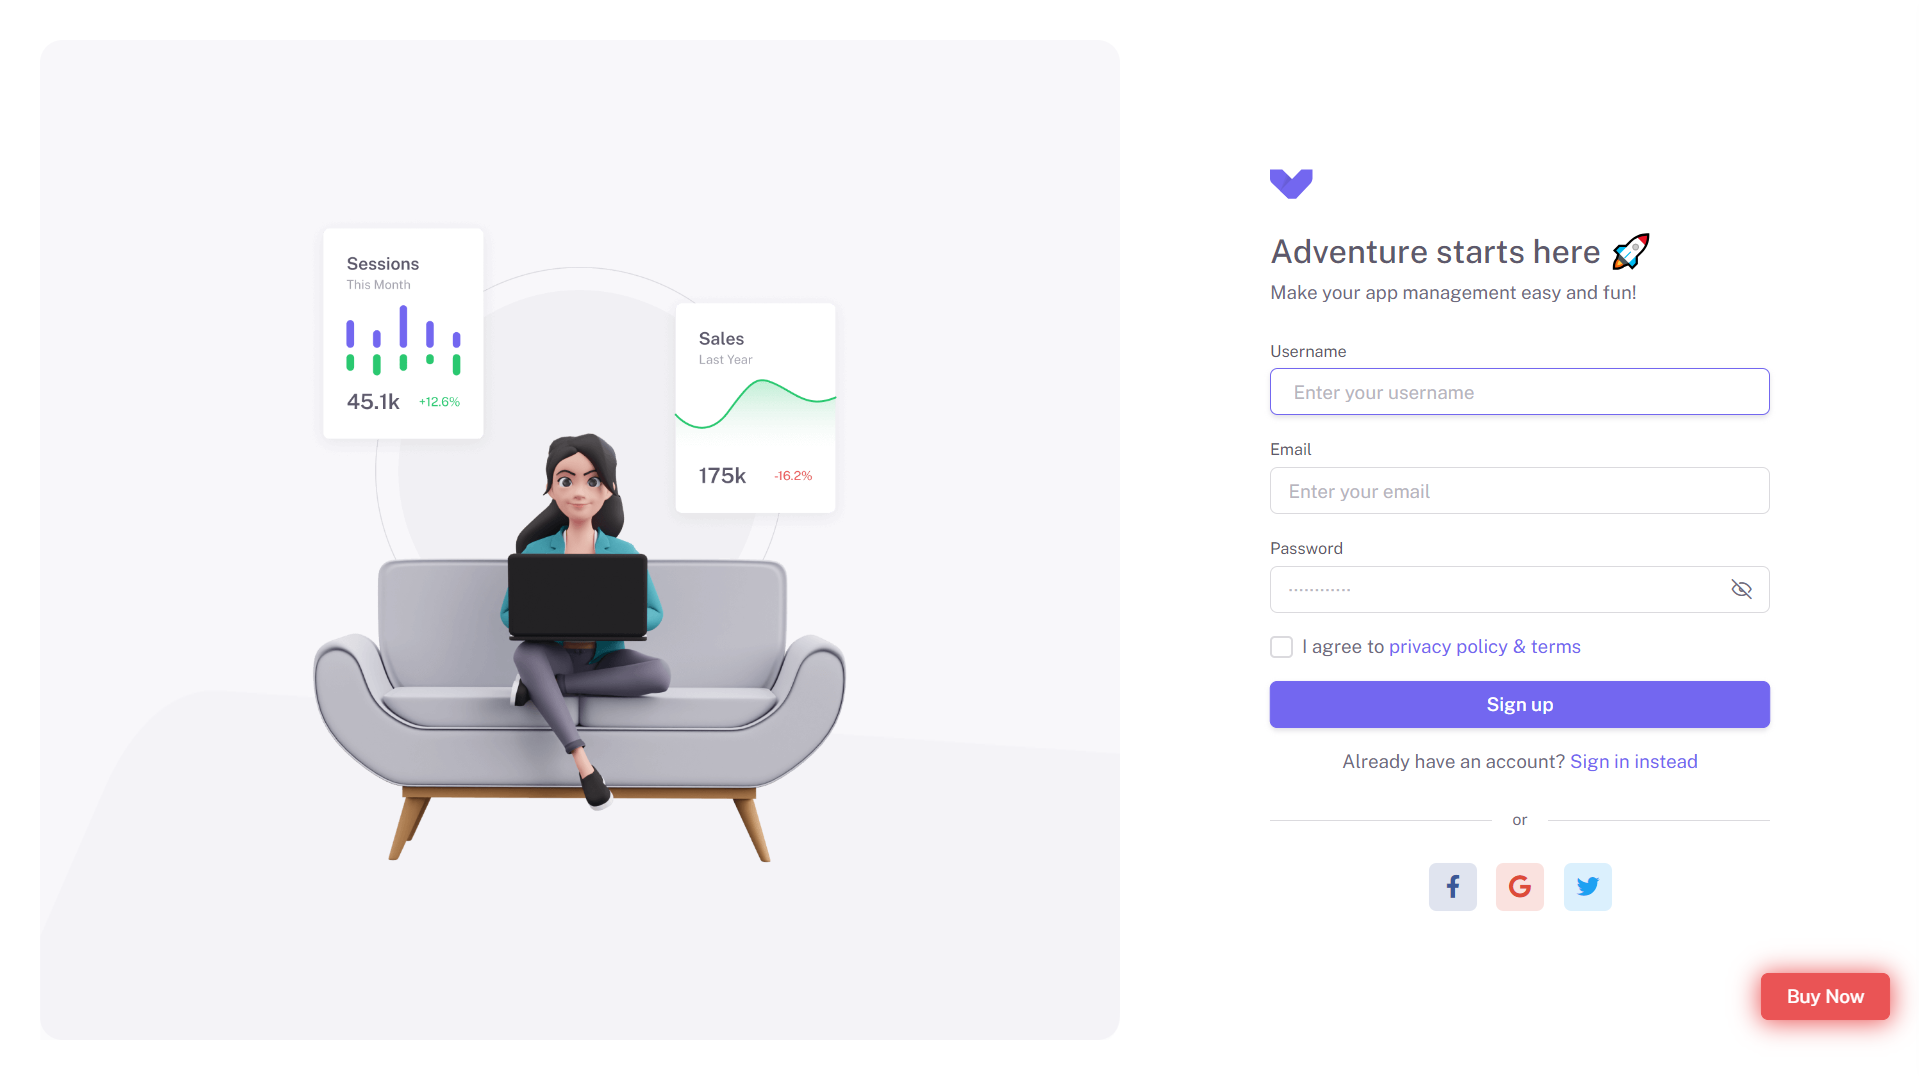 Sessions
This Month
45.1k +12.6%
Sales
Last Year
175k -16.2%
Adventure starts here 🚀
Make your app management easy and fun!
Username
Enter your username
Email
Enter your email
Password
············
I agree to privacy policy & terms
Sign up
Already have an account? Sign in instead
or
Buy Now